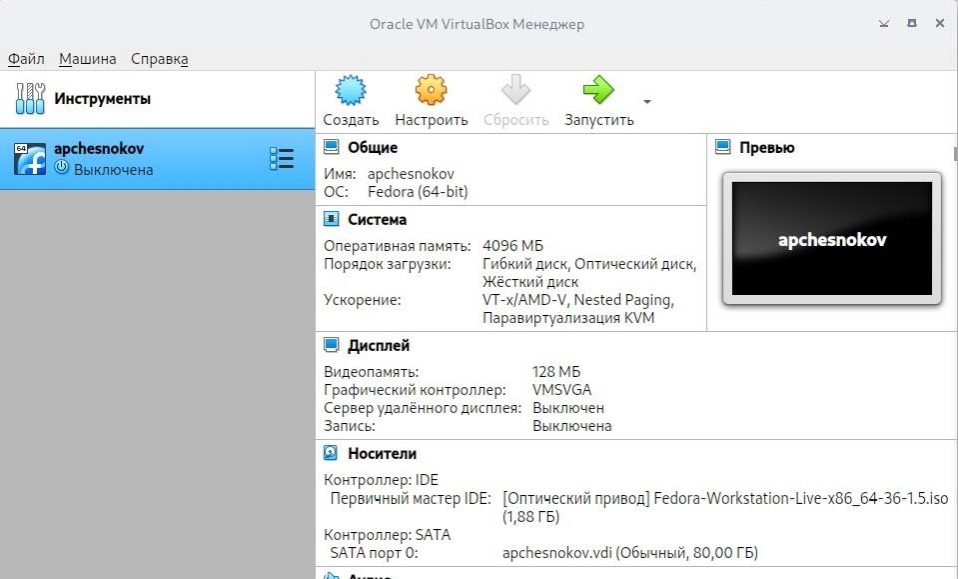 Oracle VM VirtualBox Менеджер
Файл Машина Справка
Инструменты
64
apchesnokov
Выключена
Создать Настроить Сбросить Запустить
Общие
Имя: apchesnokov
ОС: Fedora (64-bit)
Превью
apchesnokov
Система
Оперативная память: 4096 МБ
Порядок загрузки: Гибкий диск, Оптический диск,
Жёсткий диск
Ускорение: VT-x/AMD-V, Nested Paging,
Паравиртуализация KVM
Дисплей
Видеопамять: 128 МБ
Графический контроллер: VMSVGA
Сервер удалённого дисплея: Выключен
Запись: Выключена
Носители
Контроллер: IDE
Первичный мастер IDE: [Оптический привод] Fedora-Workstation-Live-x86_64-36-1.5.iso
(1,88 ГБ)
Контроллер: SATA
SATA порт 0: apchesnokov.vdi (Обычный, 80,00 ГБ)